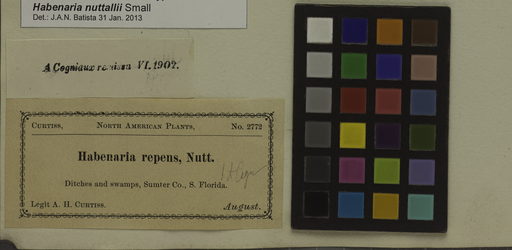 Habenaria nuttallii Small
Det.: J.A.N. Batista 31 Jan. 2013
A Cogniaux revisa VI.1902.
CURTISS, NORTH AMERICAN PLANTS, No. 2772
Habenaria repens, Nutt.
Ditches and swamps, Sumter Co., S. Florida.
Legit A. H. CURTISS. August.